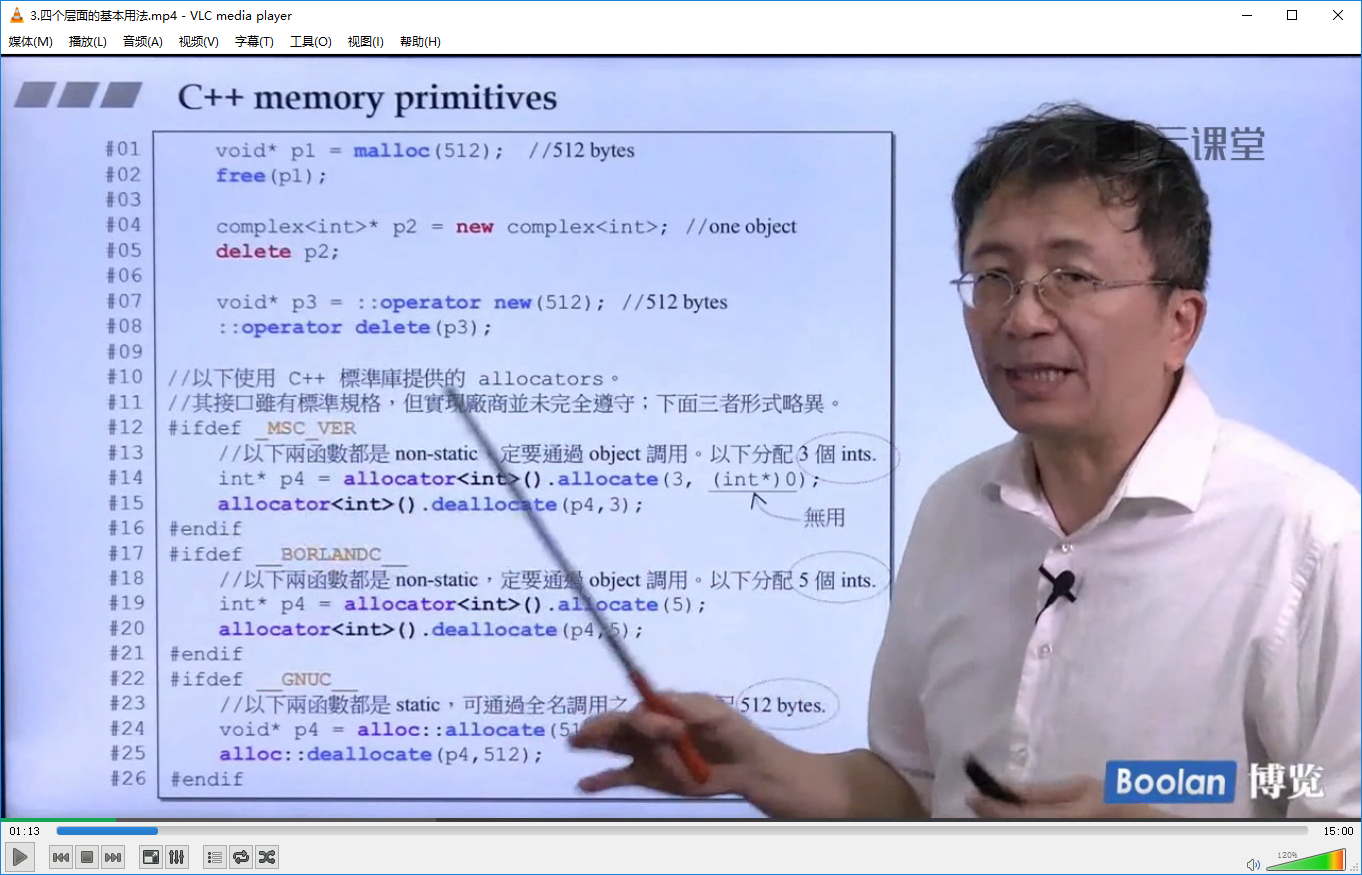 3.四个层面的基本用法.mp4 - VLC media player
媒体(M) 播放(L) 音频(A) 视频(V) 字幕(T) 工具(O) 视图(I) 帮助(H)
C++ memory primitives
云课堂
#01 void* p1 = malloc(512); //512 bytes
#02 free(p1);
#03
#04 complex<int>* p2 = new complex<int>; //one object
#05 delete p2;
#06
#07 void* p3 = ::operator new(512); //512 bytes
#08 ::operator delete(p3);
#09
#10 //以下使用 C++ 標準庫提供的 allocators。
#11 //其接口雖有標準規格，但實現廠商並未完全遵守；下面三者形式略異。
#12 #ifdef _MSC_VER
#13 //以下兩函數都是 non-static，定要通過 object 調用。以下分配 3 個 ints.
#14 int* p4 = allocator<int>().allocate(3, (int*)0);
#15 allocator<int>().deallocate(p4,3);
無用
#16 #endif
#17 #ifdef __BORLANDC__
#18 //以下兩函數都是 non-static，定要通過 object 調用。以下分配 5 個 ints.
#19 int* p4 = allocator<int>().allocate(5);
#20 allocator<int>().deallocate(p4,5);
#21 #endif
#22 #ifdef __GNUC__
#23 //以下兩函數都是 static，可通過全名調用之 512 bytes.
#24 void* p4 = alloc::allocate(51
#25 alloc::deallocate(p4,512);
#26 #endif
Boolan 博览
01:13 15:00
120%